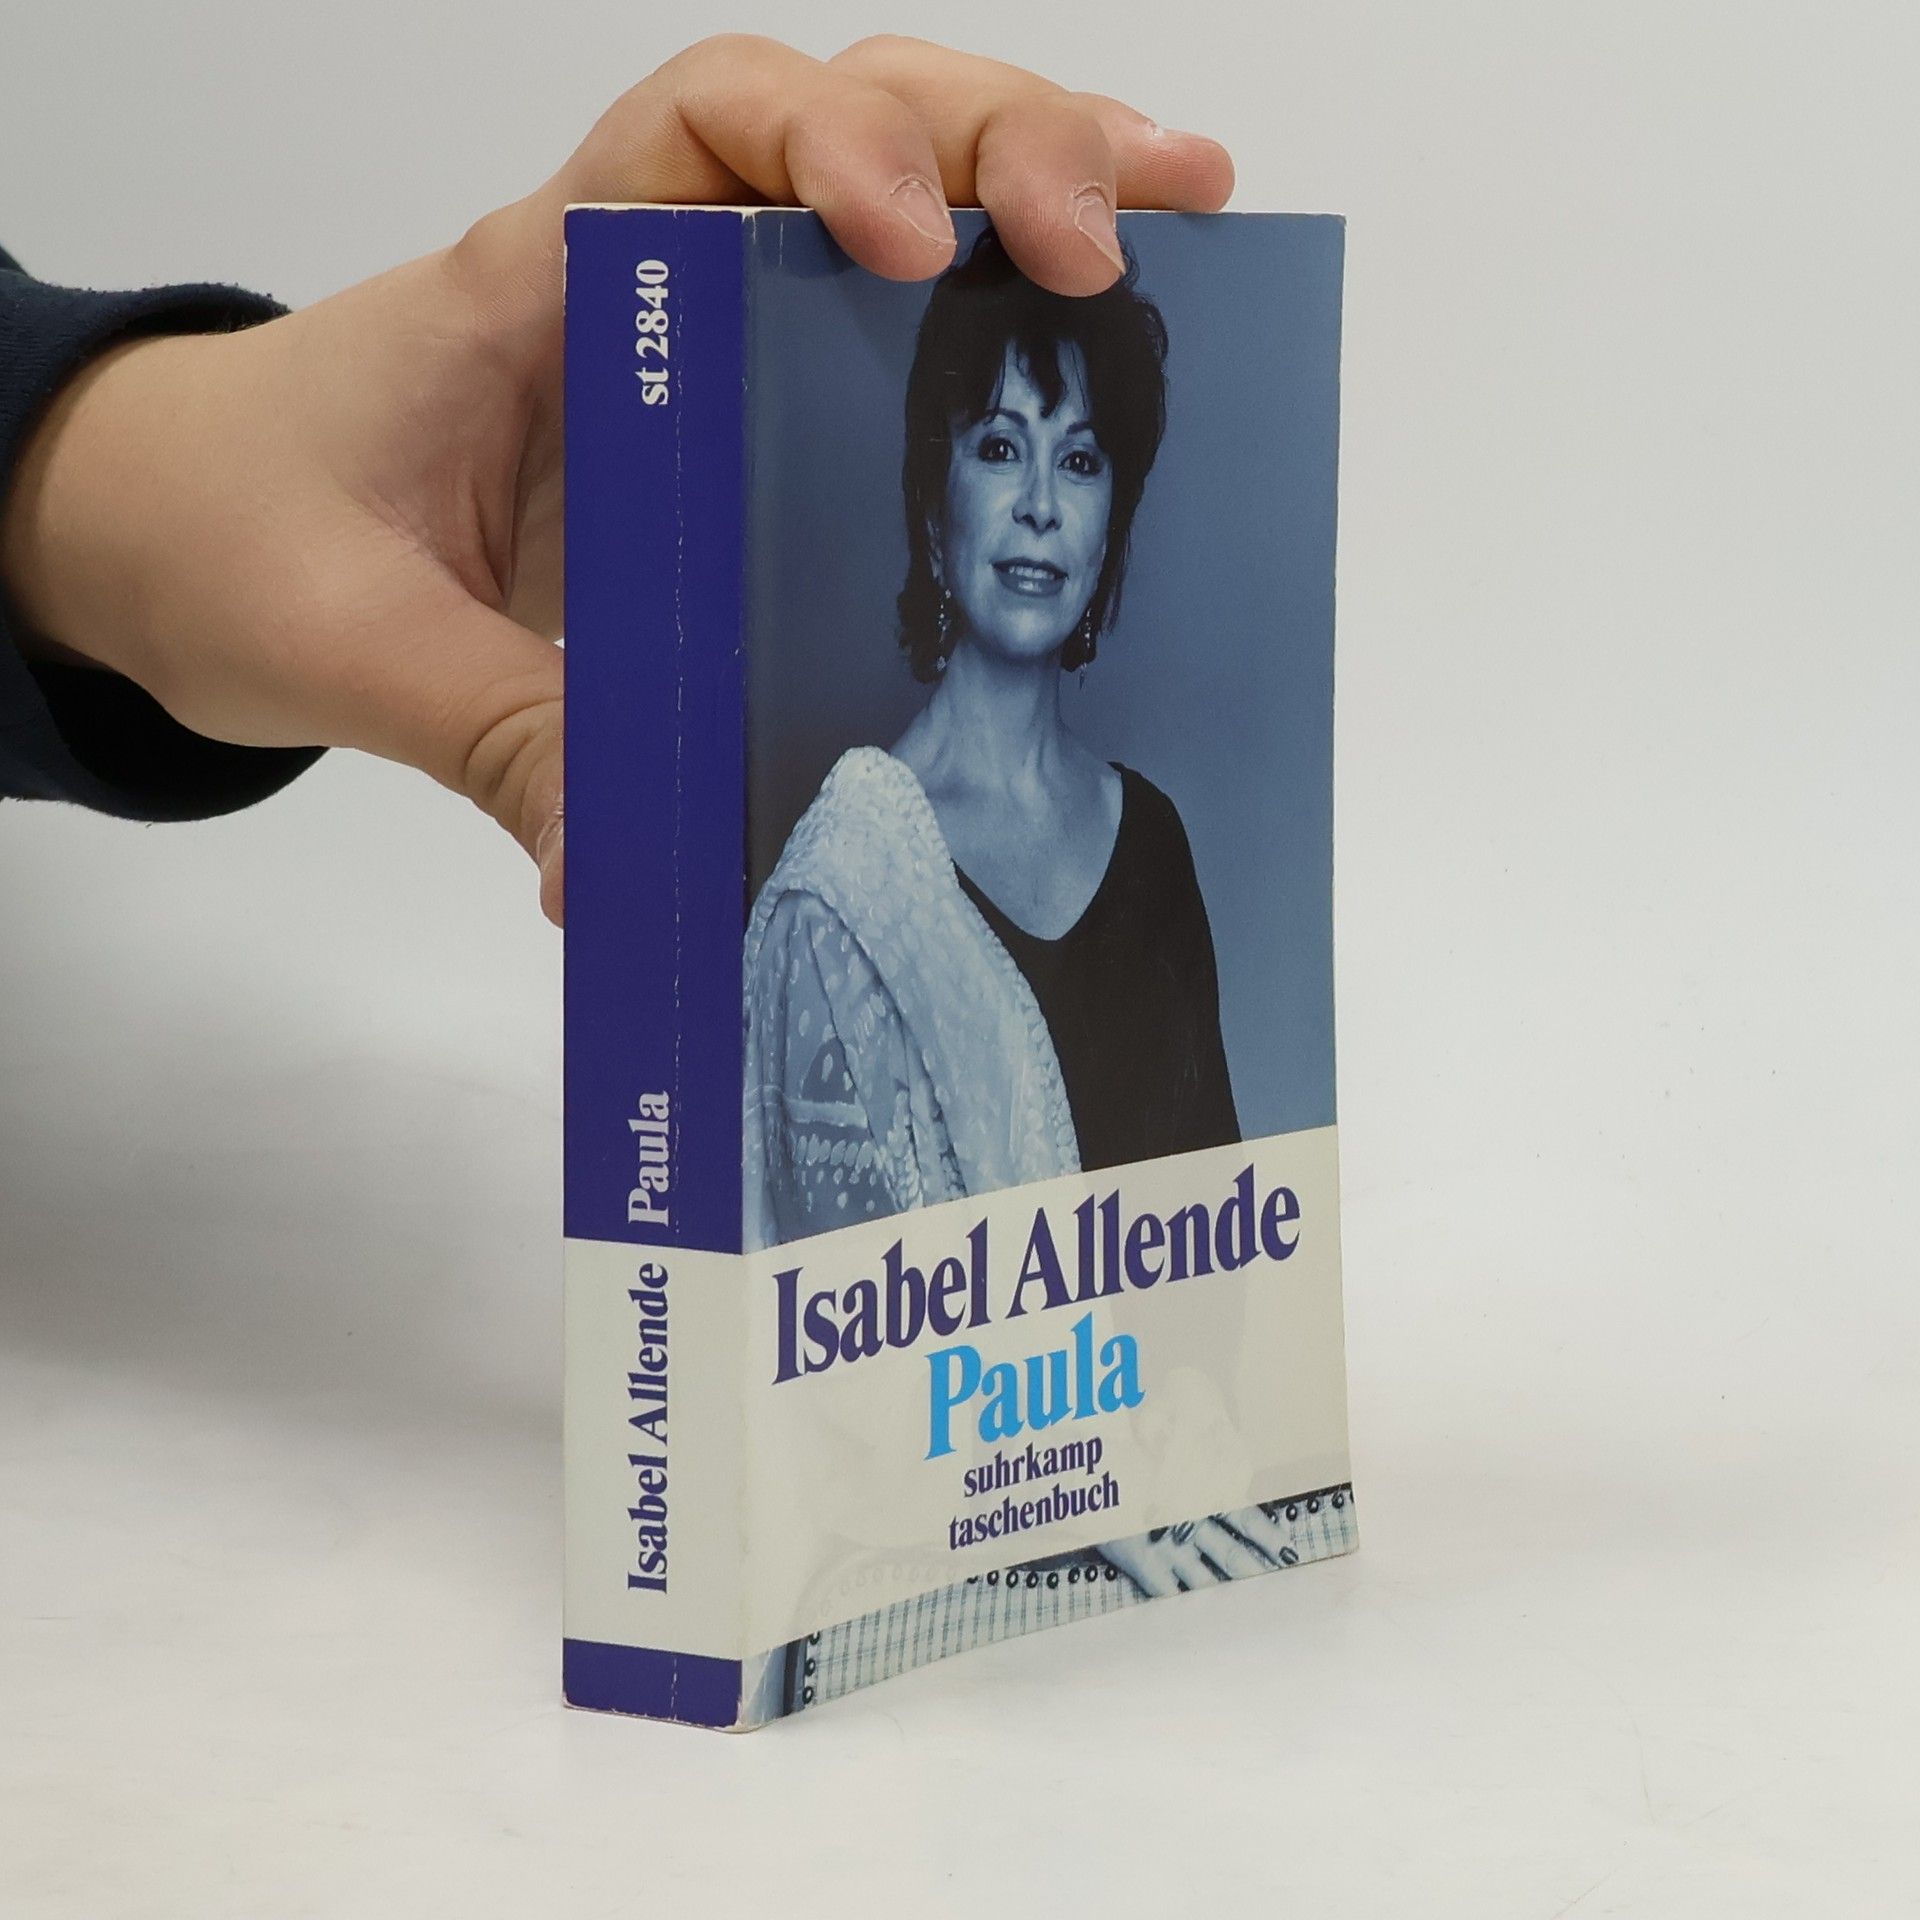 st 2840
Isabel Allende Paula
Isabel Allende
Paula
suhrkamp
taschenbuch